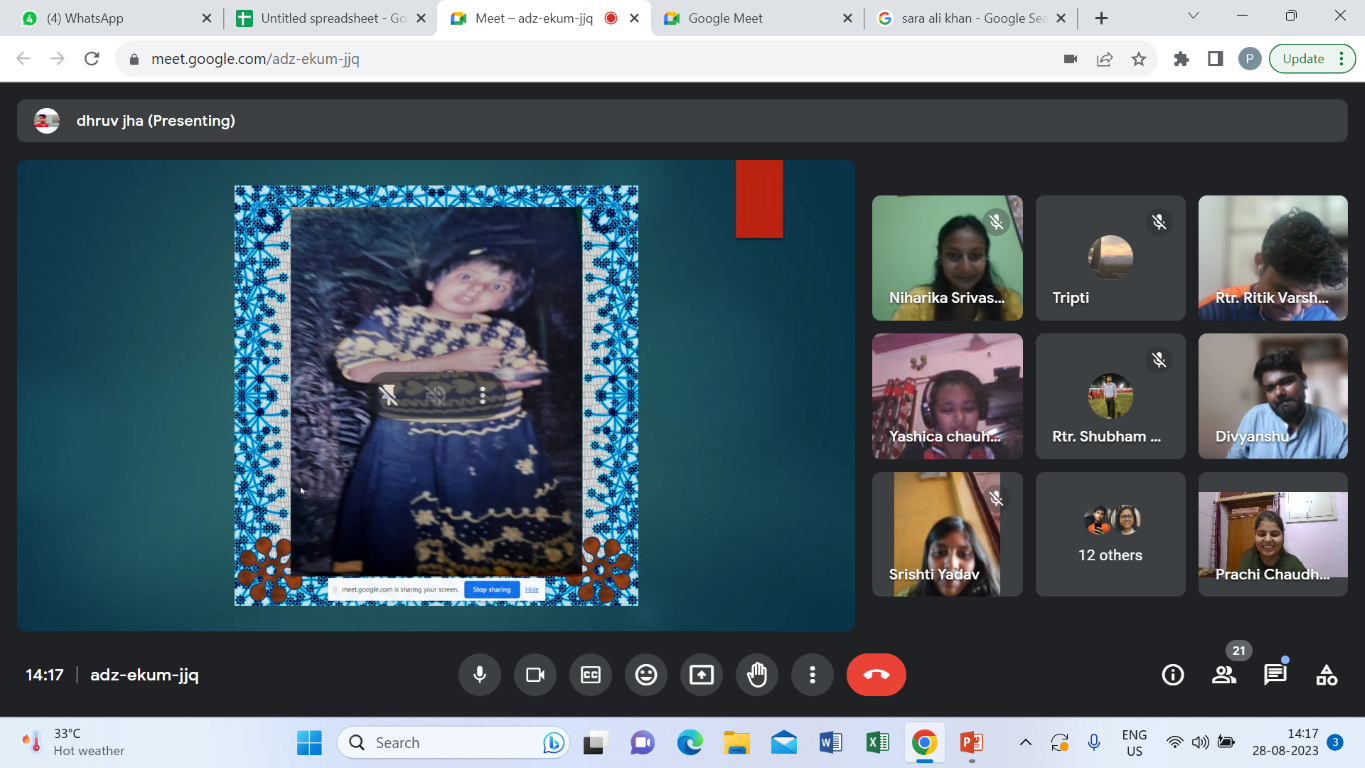 (4) WhatsApp
Untitled spreadsheet - Go
Meet – adz-ekum-jjq
Google Meet
sara ali khan - Google Sea
meet.google.com/adz-ekum-jjq
P
Update
dhruv jha (Presenting)
Niharika Srivas...
Tripti
Rtr. Ritik Varsh...
Yashica chauh...
Rtr. Shubham ...
Divyanshu
Srishti Yadav
12 others
Prachi Chaudh...
meet.google.com is sharing your screen.
Stop sharing
Hide
14:17
adz-ekum-jjq
CC
21
33°C
Hot weather
Search
ENG
US
14:17
28-08-2023
3